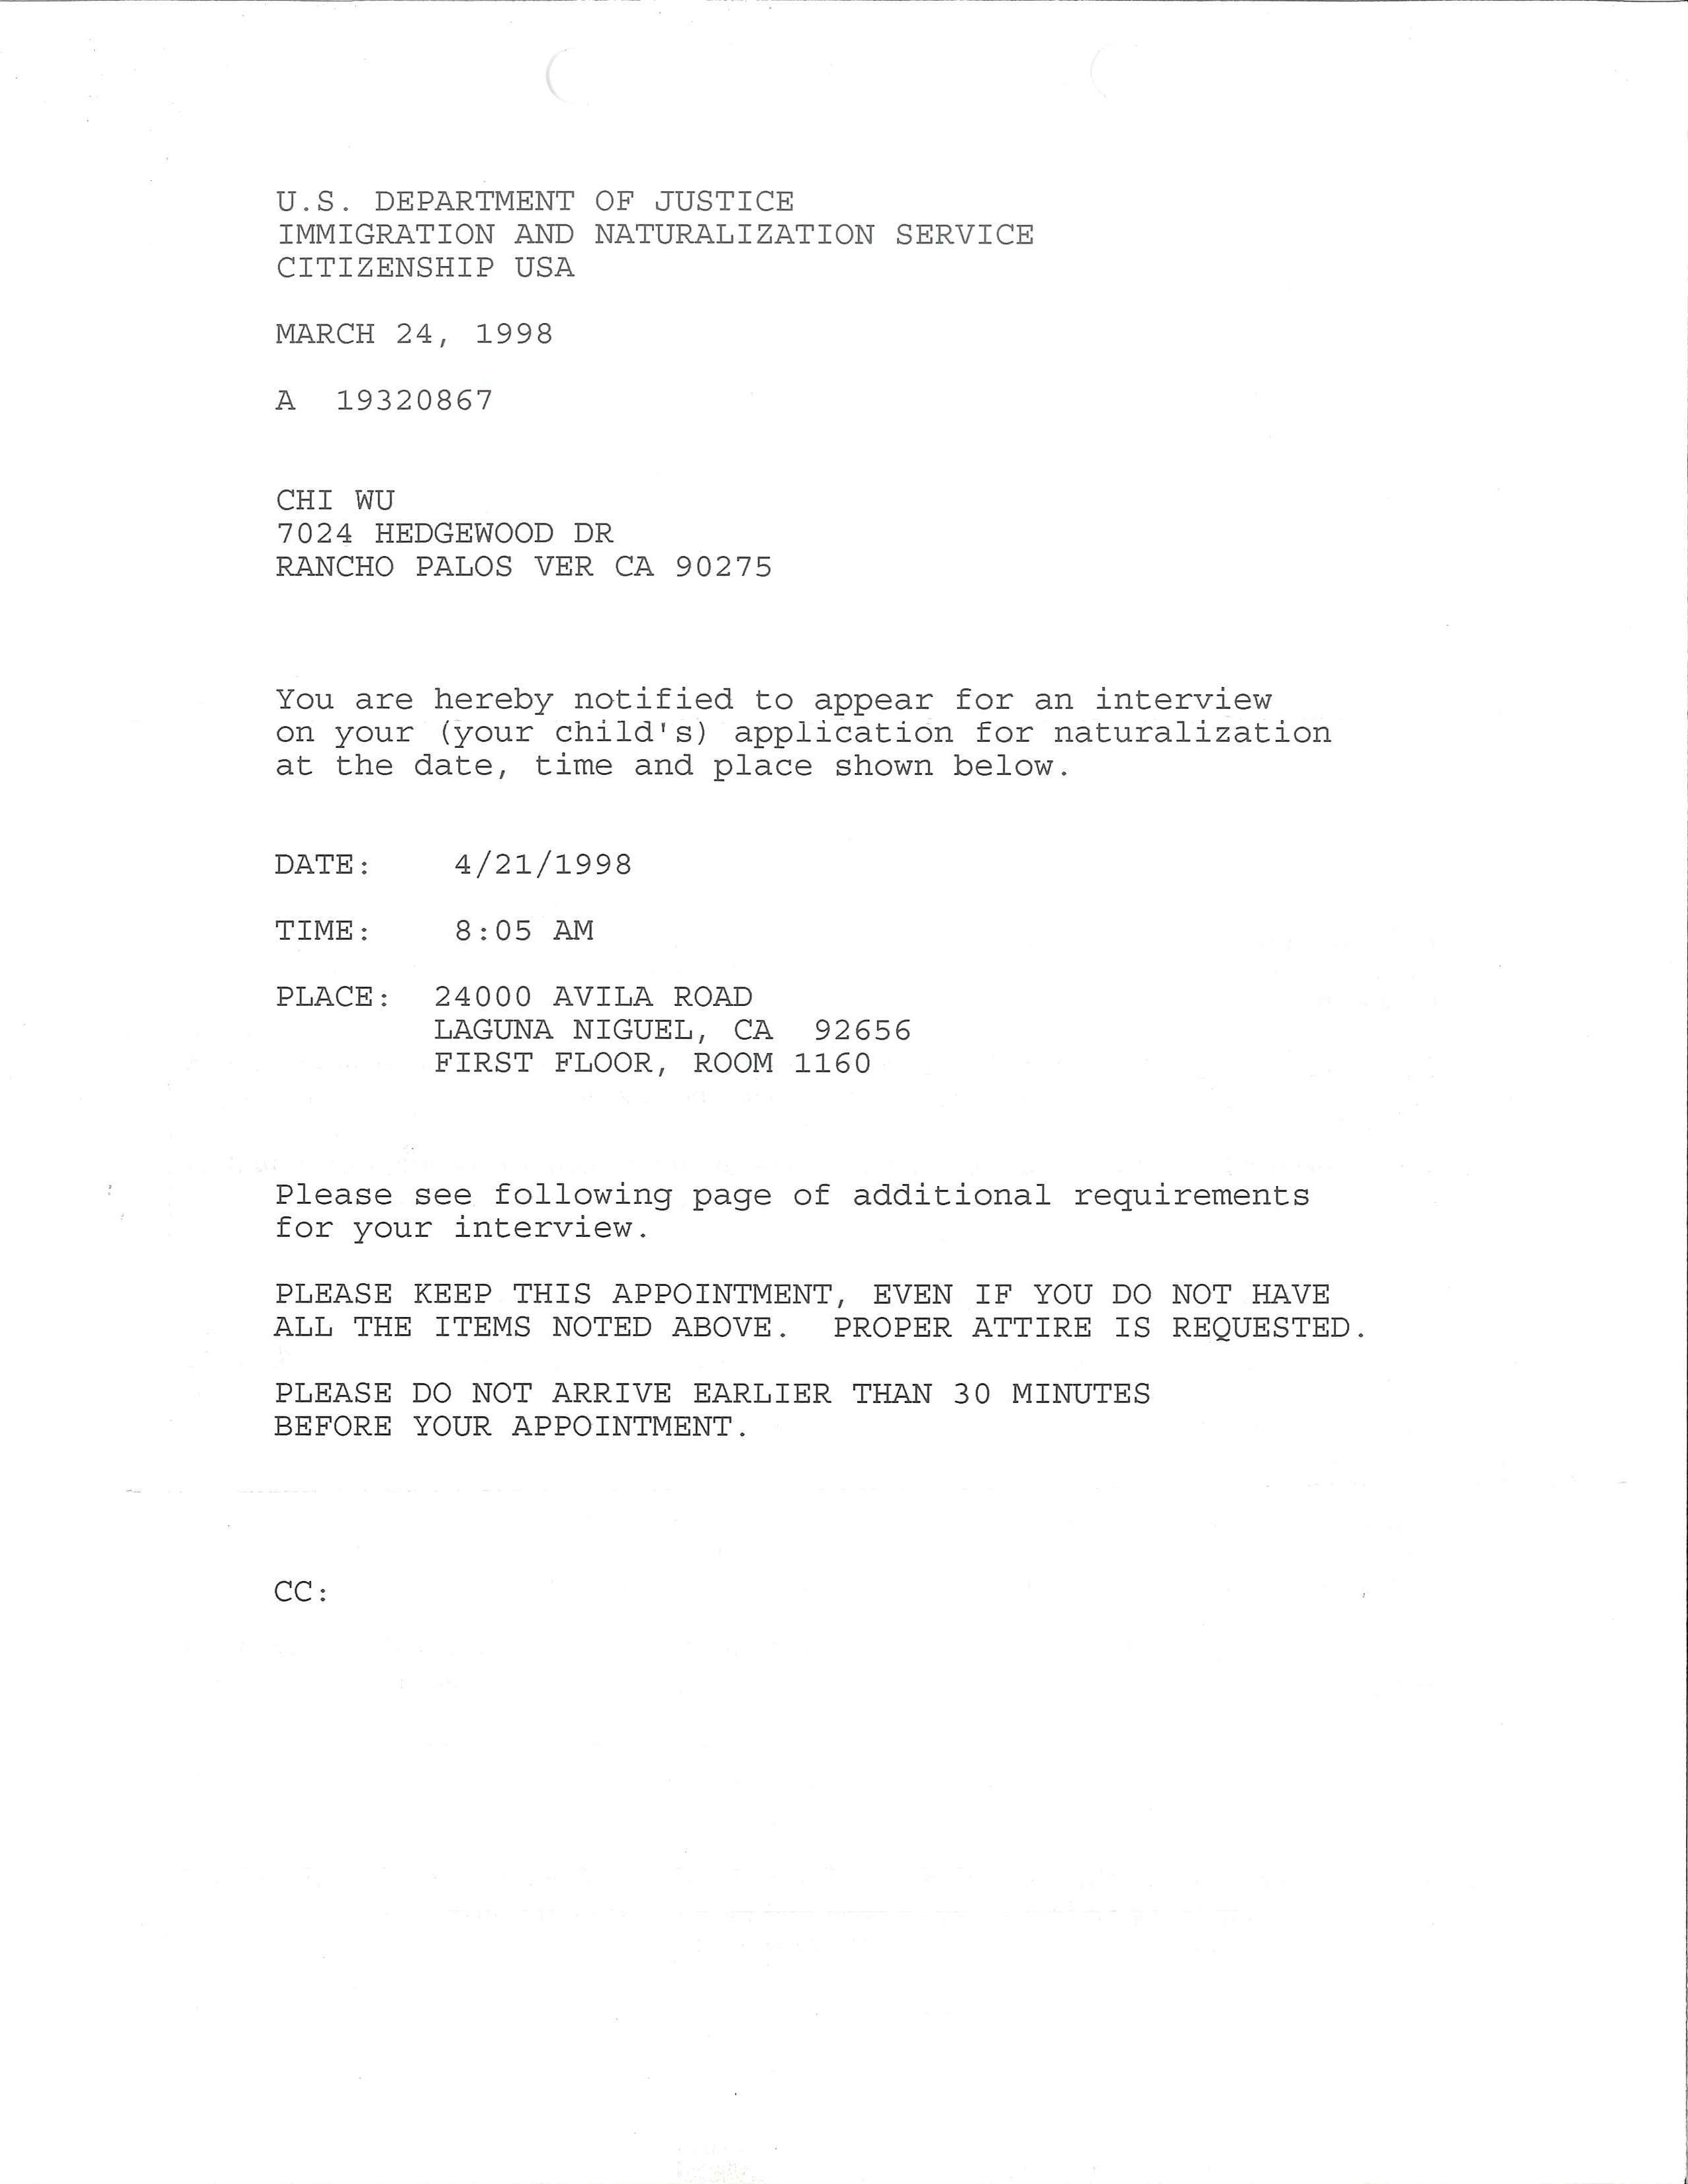 U.S. DEPARTMENT OF JUSTICE
IMMIGRATION AND NATURALIZATION SERVICE
CITIZENSHIP USA
MARCH 24, 1998
A 19320867
CHI WU
7024 HEDGEWOOD DR
RANCHO PALOS VER CA 90275
You are hereby notified to appear for an interview
on your (your child's) application for naturalization
at the date, time and place shown below.
DATE: 4/21/1998
TIME: 8:05 AM
PLACE: 24000 AVILA ROAD
LAGUNA NIGUEL, CA 92656
FIRST FLOOR, ROOM 1160
Please see following page of additional requirements
for your interview.
PLEASE KEEP THIS APPOINTMENT, EVEN IF YOU DO NOT HAVE
ALL THE ITEMS NOTED ABOVE. PROPER ATTIRE IS REQUESTED.
PLEASE DO NOT ARRIVE EARLIER THAN 30 MINUTES
BEFORE YOUR APPOINTMENT.
CC: